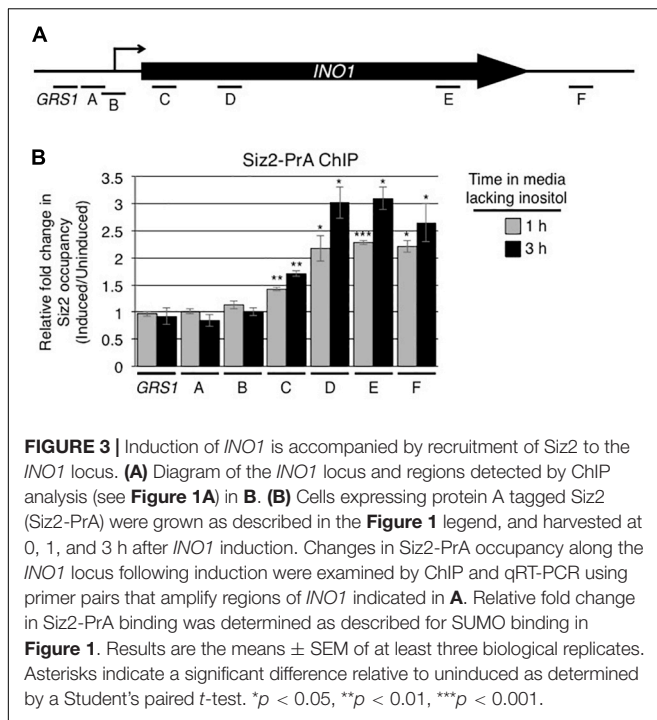 A
INO1
GRS1 A B C D E F
B
Siz2-PrA ChIP
Relative fold change in
Siz2 occupancy
(Induced/Uninduced)
3.5
3
2.5
2
1.5
1
0.5
0
** ** * * *** * * *
GRS1 A B C D E F
Time in media
lacking inositol
1 h
3 h
FIGURE 3 | Induction of INO1 is accompanied by recruitment of Siz2 to the
INO1 locus. (A) Diagram of the INO1 locus and regions detected by ChIP
analysis (see Figure 1A) in B. (B) Cells expressing protein A tagged Siz2
(Siz2-PrA) were grown as described in the Figure 1 legend, and harvested at
0, 1, and 3 h after INO1 induction. Changes in Siz2-PrA occupancy along the
INO1 locus following induction were examined by ChIP and qRT-PCR using
primer pairs that amplify regions of INO1 indicated in A. Relative fold change
in Siz2-PrA binding was determined as described for SUMO binding in
Figure 1. Results are the means ± SEM of at least three biological replicates.
Asterisks indicate a significant difference relative to uninduced as determined
by a Student's paired t-test. *p < 0.05, **p < 0.01, ***p < 0.001.